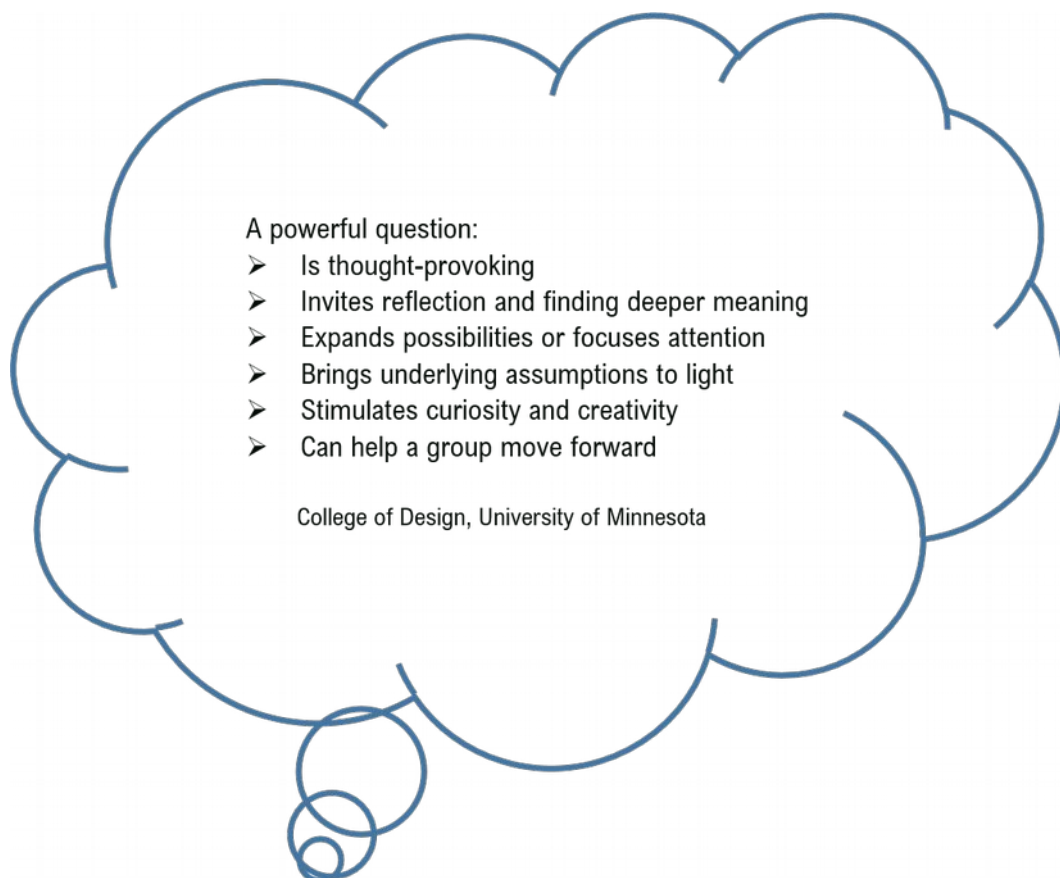 A powerful question:
➢ Is thought-provoking
➢ Invites reflection and finding deeper meaning
➢ Expands possibilities or focuses attention
➢ Brings underlying assumptions to light
➢ Stimulates curiosity and creativity
➢ Can help a group move forward
College of Design, University of Minnesota